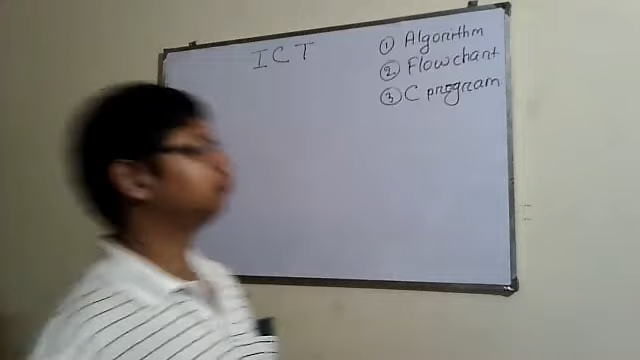 ICT
① Algorithm
② Flowchart
③ C program